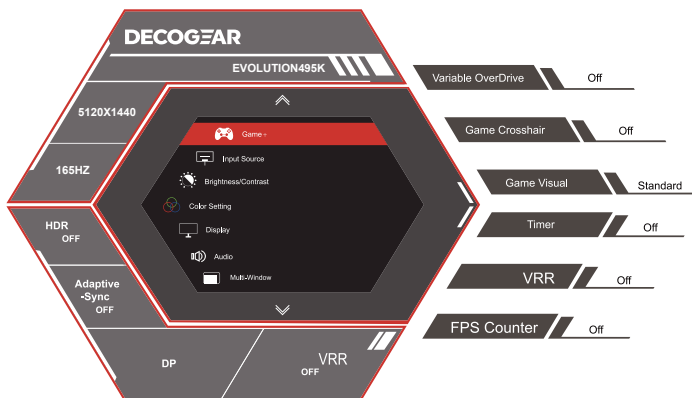 DECOGEAR
EVOLUTION495K
5120X1440
165HZ
HDR
OFF
Adaptive
-Sync
OFF
DP
VRR
OFF
Game+
Input Source
Brightness/Contrast
Color Setting
Display
Audio
Multi-Window
Variable OverDrive Off
Game Crosshair Off
Game Visual Standard
Timer Off
VRR Off
FPS Counter Off